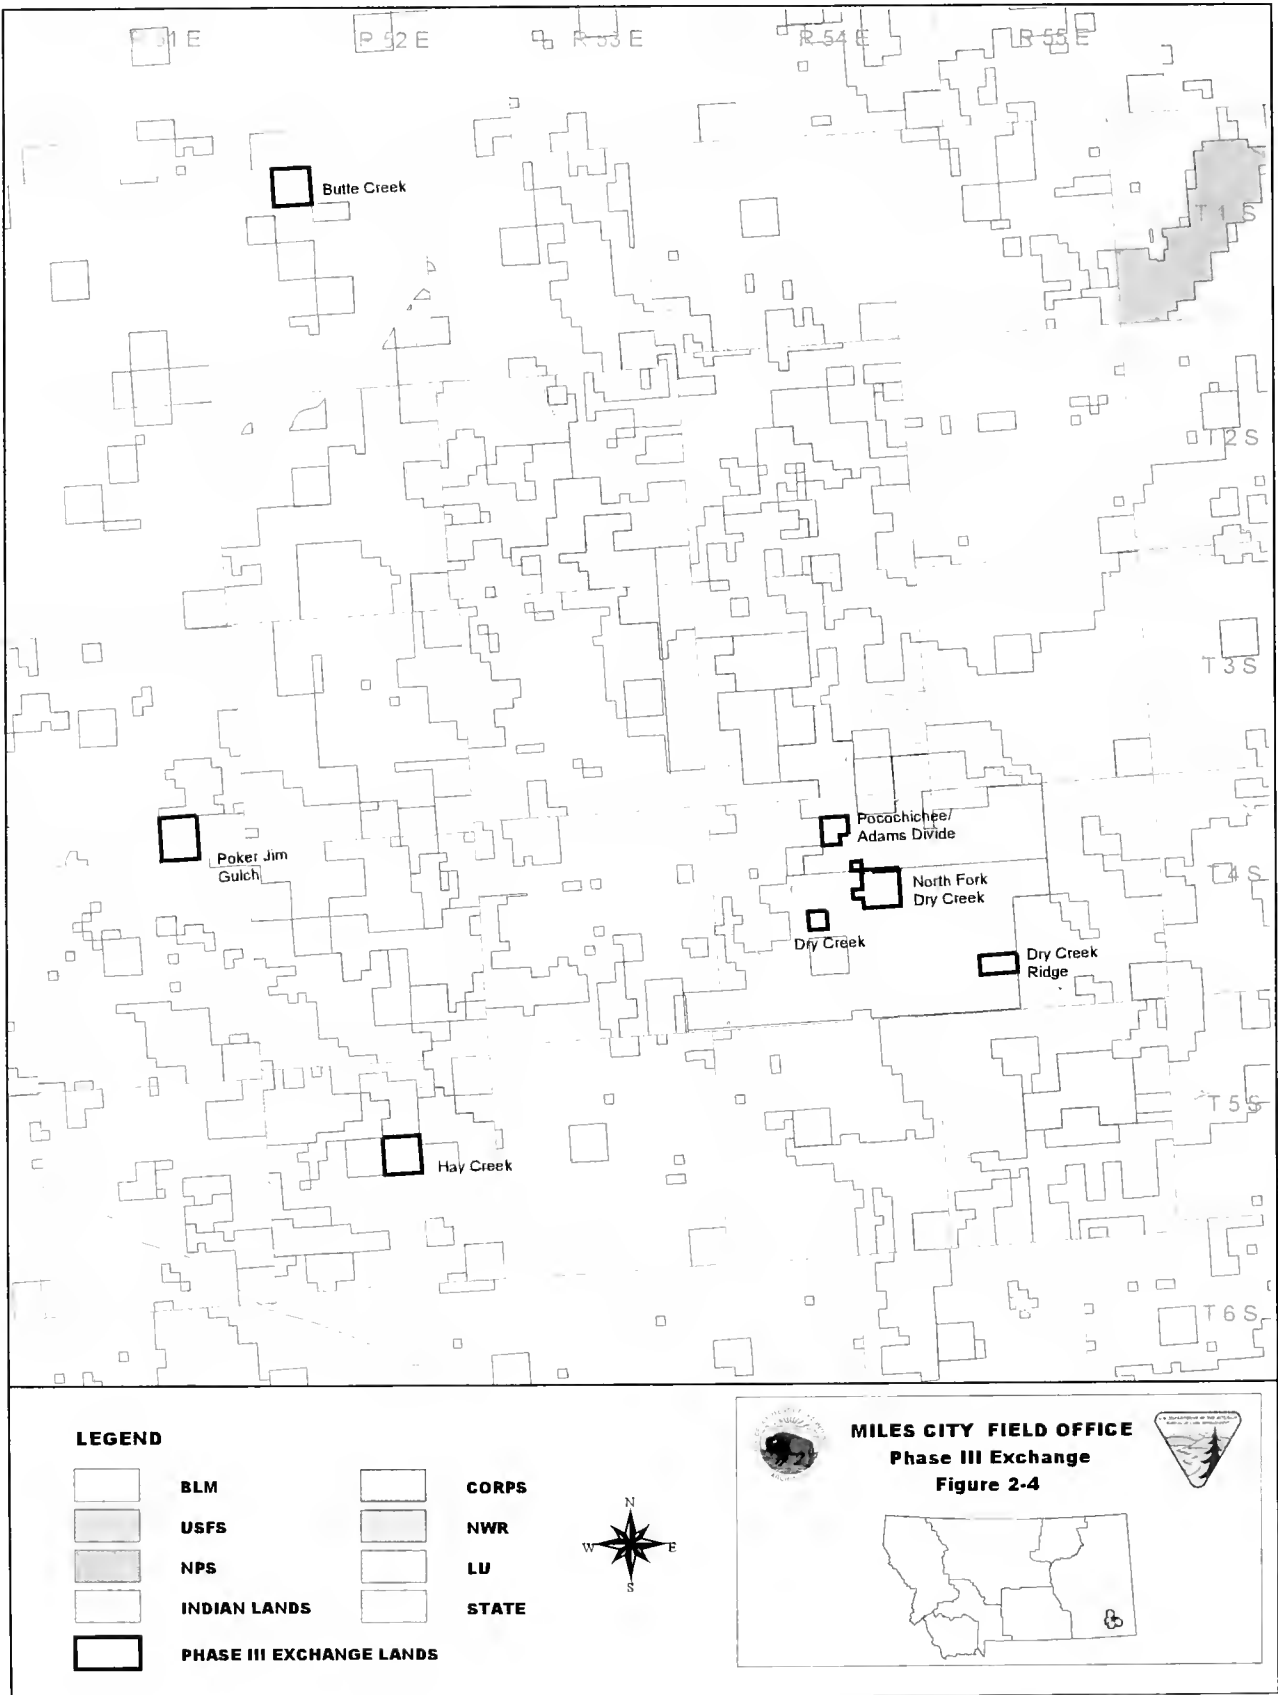 R 51 E
R 52 E
R 53 E
R 54 E
R 55 E
Butte Creek
T 1 S
T 2 S
T 3 S
Pocochichee/
Adams Divide
Poker Jim
Gulch
T 4 S
North Fork
Dry Creek
Dry Creek
Dry Creek
Ridge
T 5 S
Hay Creek
T 6 S
LEGEND
BLM
USFS
NPS
INDIAN LANDS
PHASE III EXCHANGE LANDS
CORPS
NWR
LU
STATE
N
W
E
S
MILES CITY FIELD OFFICE
Phase III Exchange
Figure 2-4